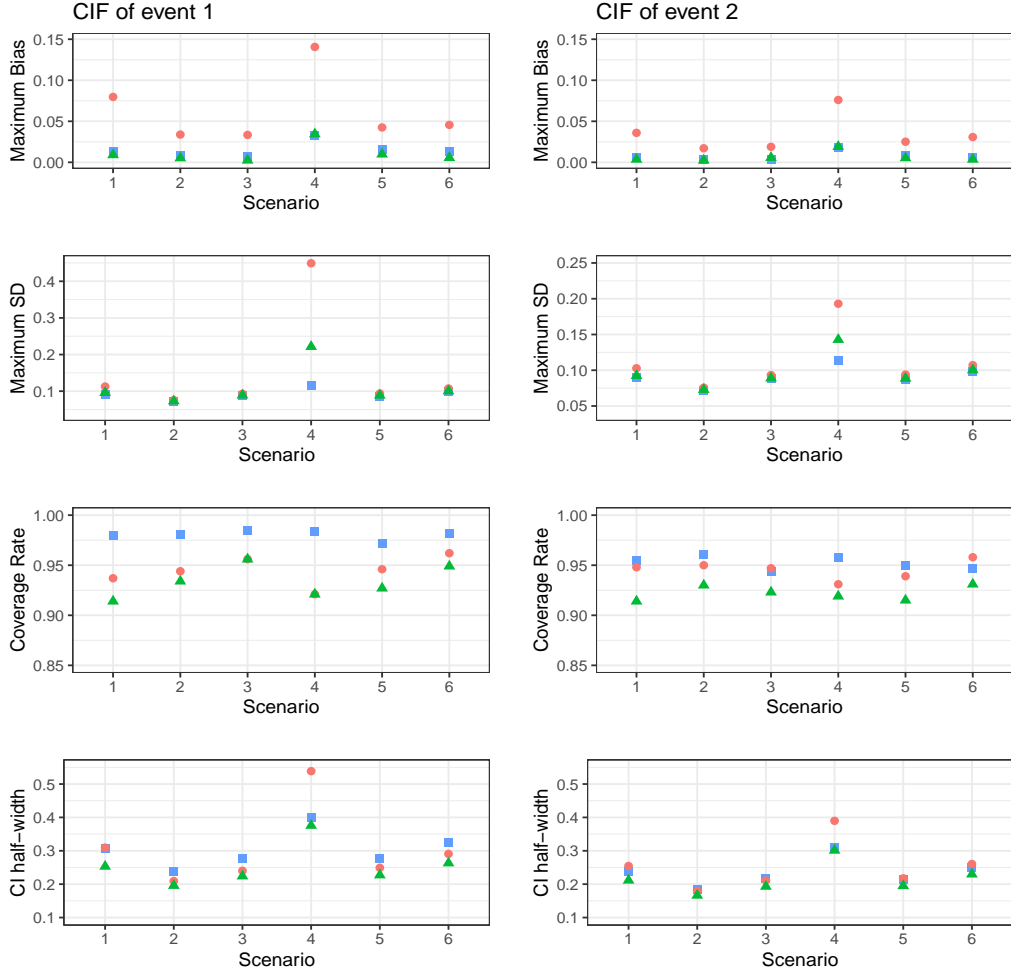 CIF of event 1
Maximum Bias
0.15
0.10
0.05
0.00
1 2 3 4 5 6
Scenario
CIF of event 2
Maximum Bias
0.15
0.10
0.05
0.00
1 2 3 4 5 6
Scenario
Maximum SD
0.4
0.3
0.2
0.1
1 2 3 4 5 6
Scenario
Maximum SD
0.25
0.20
0.15
0.10
0.05
1 2 3 4 5 6
Scenario
Coverage Rate
1.00
0.95
0.90
0.85
1 2 3 4 5 6
Scenario
Coverage Rate
1.00
0.95
0.90
0.85
1 2 3 4 5 6
Scenario
CI half−width
0.5
0.4
0.3
0.2
0.1
1 2 3 4 5 6
Scenario
CI half−width
0.5
0.4
0.3
0.2
0.1
1 2 3 4 5 6
Scenario